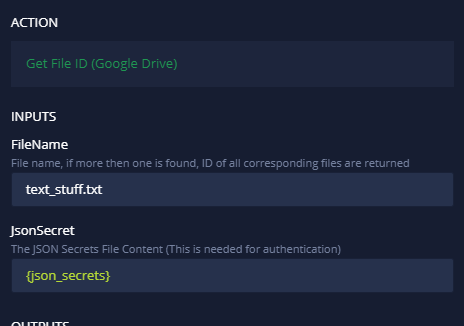 ACTION
Get File ID (Google Drive)
INPUTS
FileName
File name, if more then one is found, ID of all corresponding files are returned
text_stuff.txt
JsonSecret
The JSON Secrets File Content (This is needed for authentication)
{json_secrets}
OUTPUTS